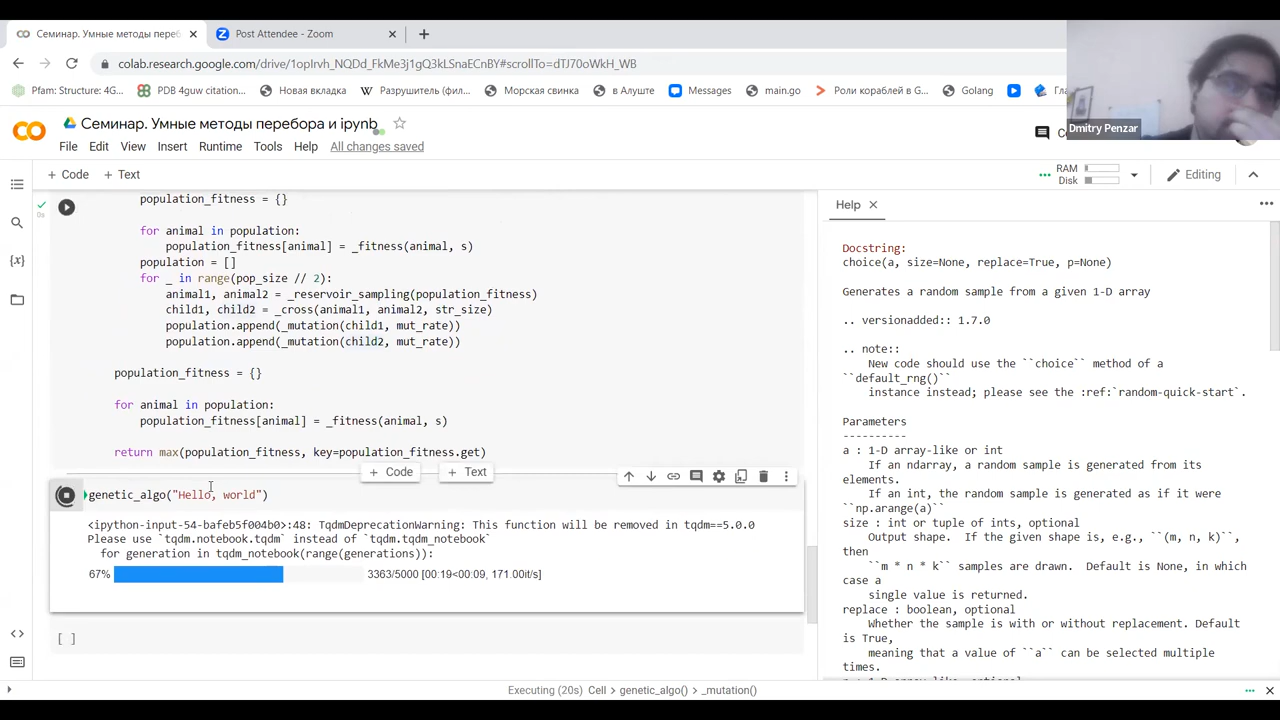 Семинар. Умные методы перебо
Post Attendee - Zoom
colab.research.google.com/drive/1opIrvh_NQDd_FkMe3j1gQ3kLSnaECnBY#scrollTo=dTJ70oWkH_WB
Pfam: Structure: 4G...
PDB 4guw citation...
Новая вкладка
Разрушитель (фил...
Морская свинка
в Алуште
Messages
main.go
Роли кораблей в G...
Golang
Dmitry Penzar
Семинар. Умные методы перебора и ipynb
File Edit View Insert Runtime Tools Help All changes saved
+ Code + Text
RAM
Disk
Editing
population_fitness = {}
for animal in population:
population_fitness[animal] = _fitness(animal, s)
population = []
for _ in range(pop_size // 2):
animal1, animal2 = _reservoir_sampling(population_fitness)
child1, child2 = _cross(animal1, animal2, str_size)
population.append(_mutation(child1, mut_rate))
population.append(_mutation(child2, mut_rate))
population_fitness = {}
for animal in population:
population_fitness[animal] = _fitness(animal, s)
return max(population_fitness, key=population_fitness.get)
+ Code + Text
genetic_algo("Hello, world")
<ipython-input-54-bafeb5f004b0>:48: TqdmDeprecationWarning: This function will be removed in tqdm==5.0.0
Please use `tqdm.notebook.tqdm` instead of `tqdm.tqdm_notebook`
for generation in tqdm_notebook(range(generations)):
67% 3363/5000 [00:19<00:09, 171.00it/s]
[ ]
Help
Docstring:
choice(a, size=None, replace=True, p=None)
Generates a random sample from a given 1-D array
.. versionadded:: 1.7.0
.. note::
New code should use the ``choice`` method of a
``default_rng()``
instance instead; please see the :ref:`random-quick-start`.
Parameters
----------
a : 1-D array-like or int
If an ndarray, a random sample is generated from its
elements.
If an int, the random sample is generated as if it were
``np.arange(a)``
size : int or tuple of ints, optional
Output shape. If the given shape is, e.g., ``(m, n, k)``,
then
``m * n * k`` samples are drawn. Default is None, in which
case a
single value is returned.
replace : boolean, optional
Whether the sample is with or without replacement. Default
is True,
meaning that a value of ``a`` can be selected multiple
times.
Executing (20s) Cell > genetic_algo() > _mutation()